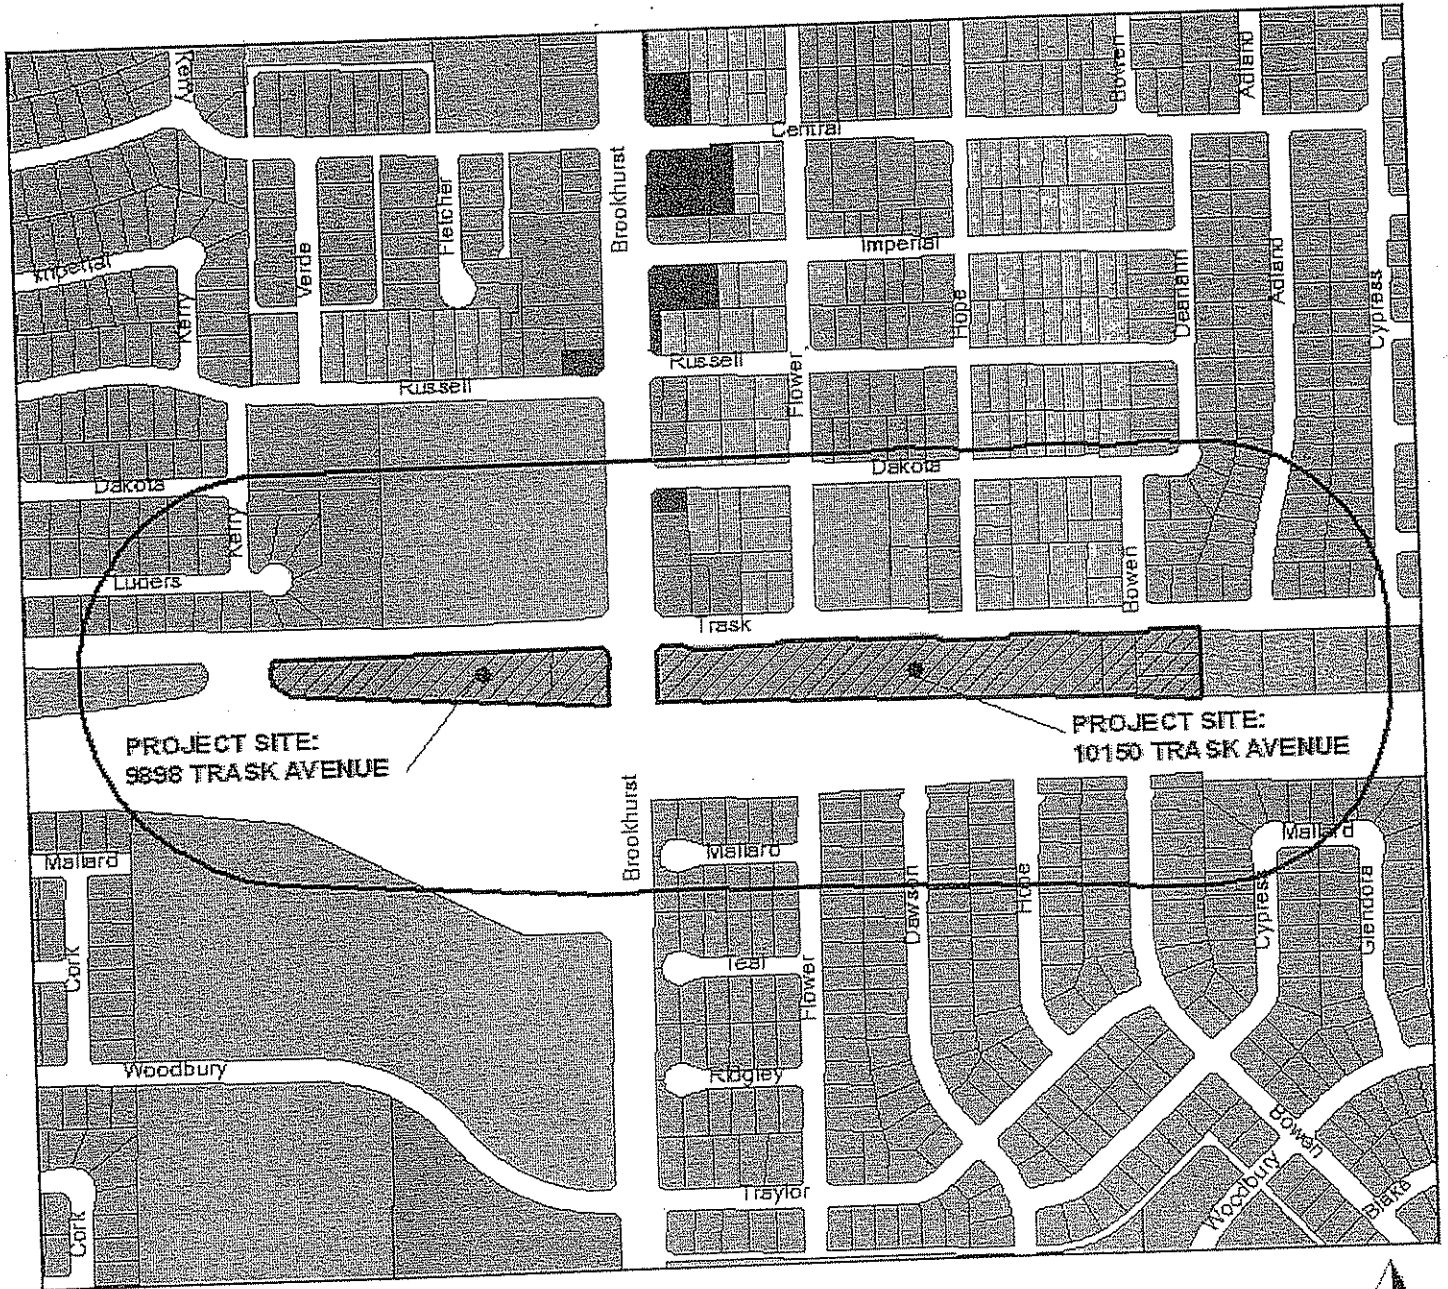 Kerry
Bowen
Adland
Central
Brookhurst
Fletcher
Verde
Imperial
Imperial
Kerry
Hope
Deanann
Adland
Cypress
Russell
Russell
Flower
Dakota
Dakota
Kerry
Bowen
Trask
PROJECT SITE:
9898 TRASK AVENUE
PROJECT SITE:
10150 TRASK AVENUE
Brookhurst
Mallard
Mallard
Mallard
Dawson
Hope
Cypress
Glendora
Cork
Teal
Flower
Woodbury
Ridgley
Bowen
Traylor
Woodbury
Blake
Cork